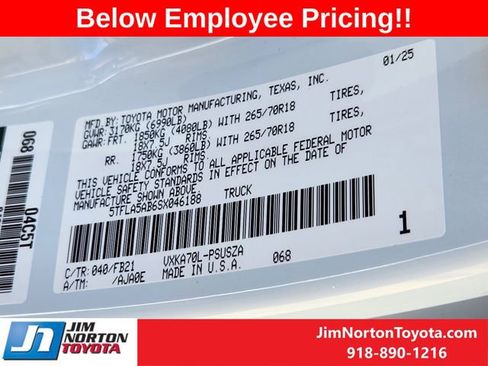 Below Employee Pricing!!
MFD. BY: TOYOTA MOTOR MANUFACTURING, TEXAS, INC. 01/25
GVWR: 3170KG (6990LB)
GAWR: FRT. 1850KG (4080LB) WITH 265/70R18 TIRES,
18X7.5J RIMS
RR. 1750KG (3860LB) WITH 265/70R18 TIRES,
18X7.5J RIMS
THIS VEHICLE CONFORMS TO ALL APPLICABLE FEDERAL MOTOR
VEHICLE SAFETY STANDARDS IN EFFECT ON THE DATE OF
MANUFACTURE SHOWN ABOVE.
5TFLA5AB6SX046188 TRUCK
1
C/TR: 040/FB21 VXKA70L-PSUSZA 068
A/TM: /AJA0E MADE IN U.S.A.
068 04C5T
JIM
NORTON
TOYOTA
JimNortonToyota.com
918-890-1216